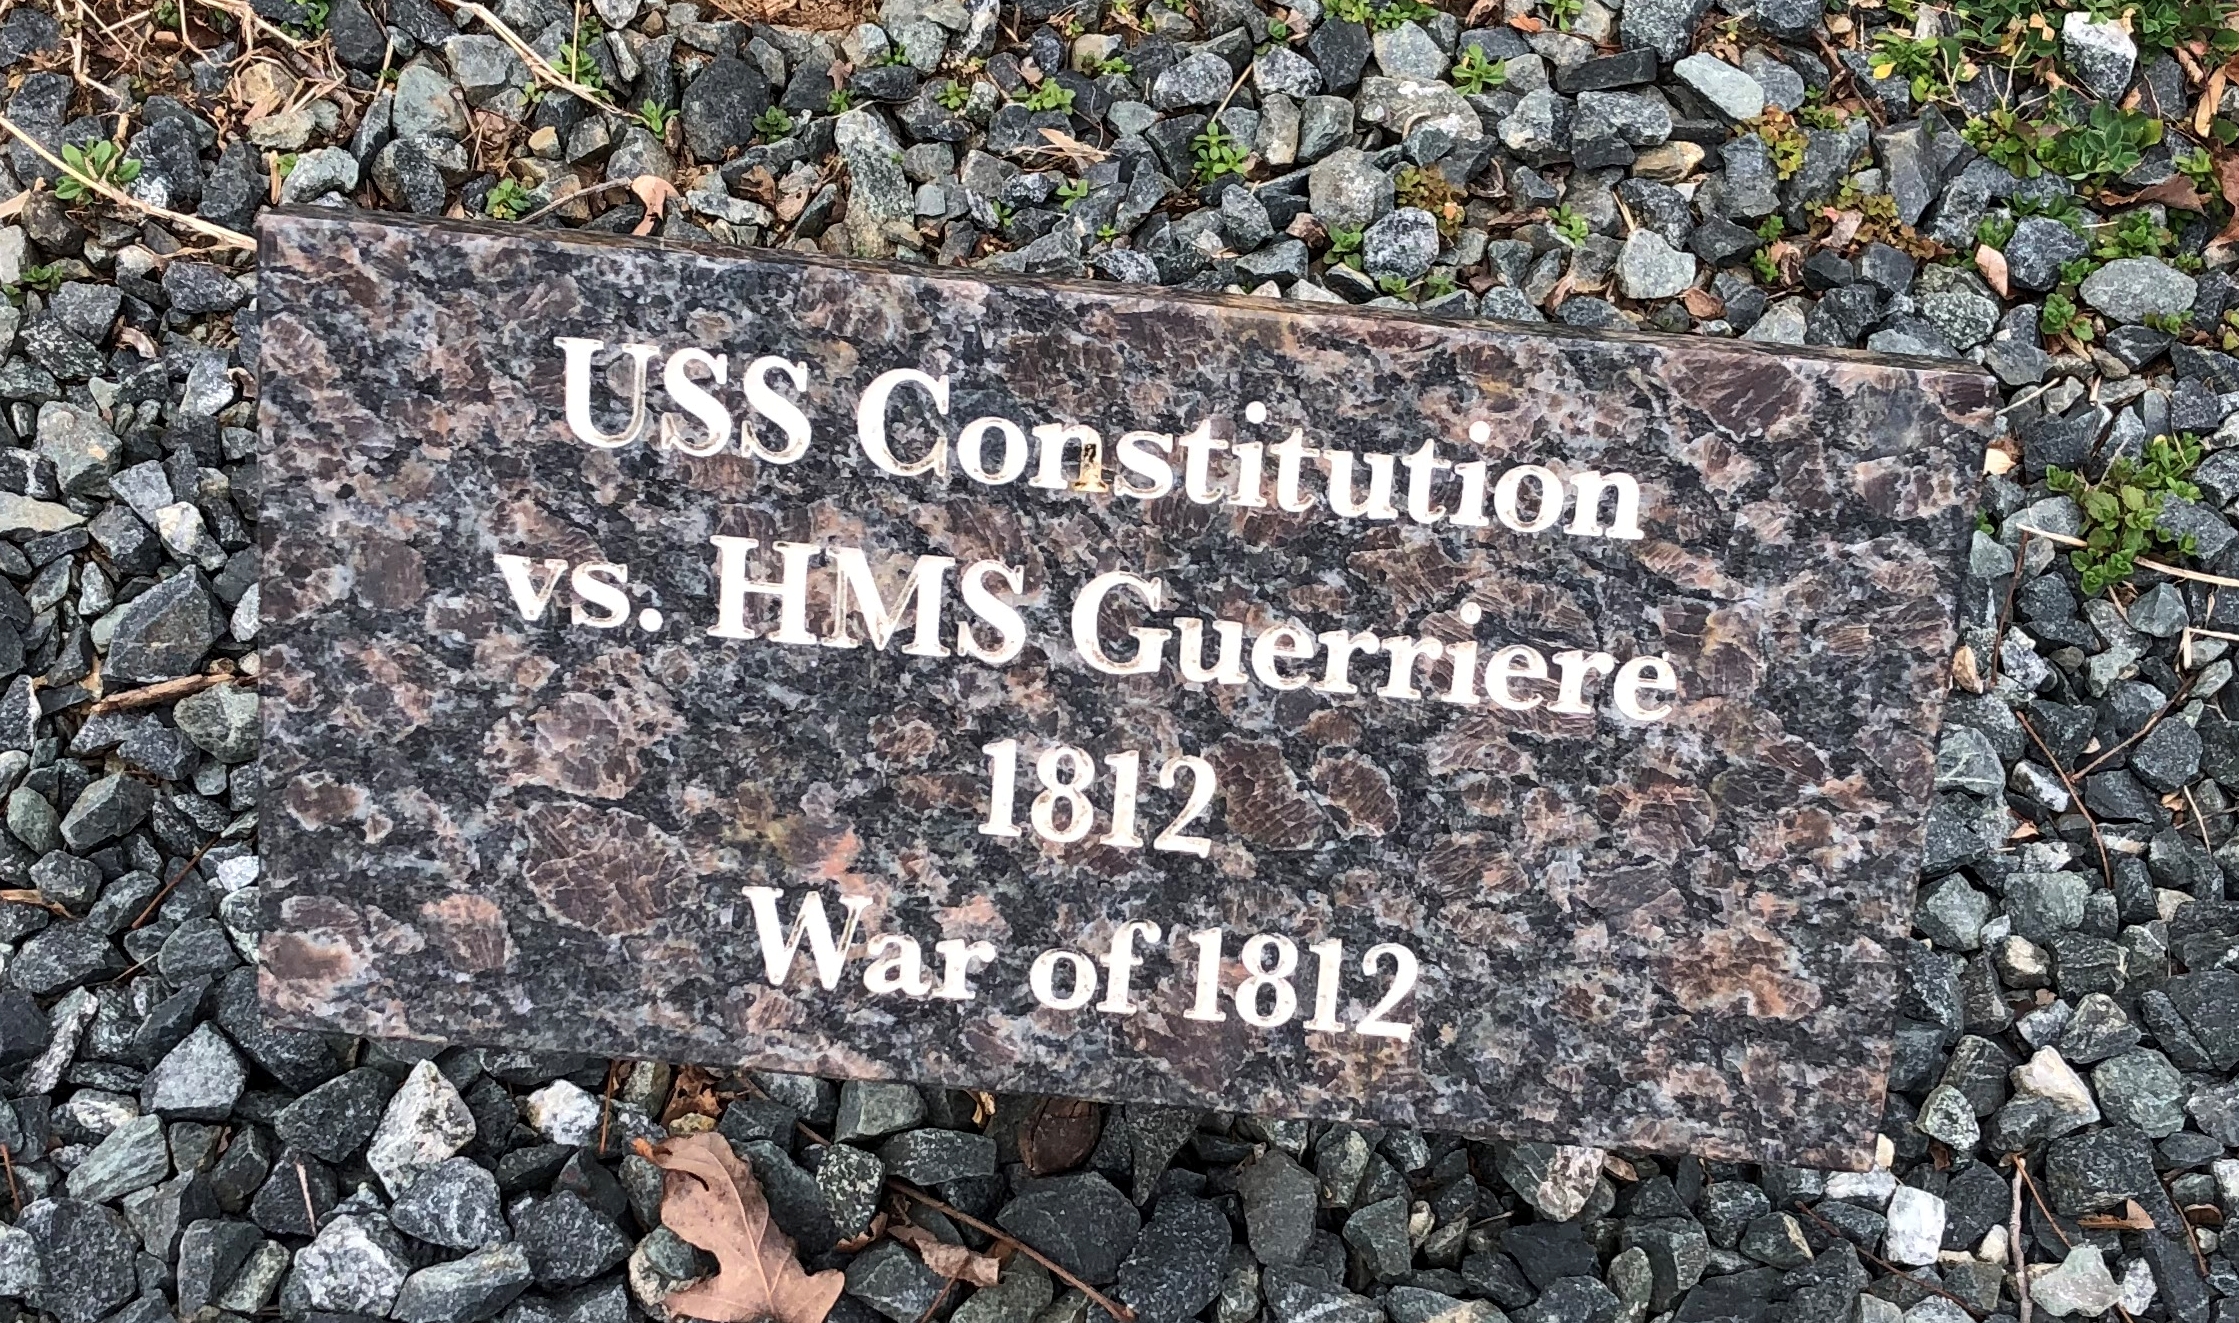 USS Constitution
vs. HMS Guerriere
1812
War of 1812